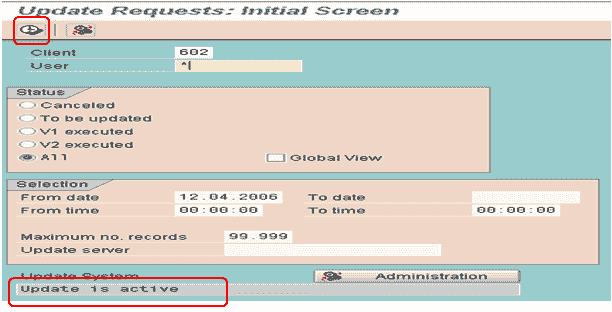 Update Requests: Initial Screen
Client 602
User *
Status
Canceled
To be updated
V1 executed
V2 executed
All Global View
Selection
From date 12.04.2006 To date
From time 00:00:00 To time 00:00:00
Maximum no. records 99.999
Update server
Update System Administration
Update is active